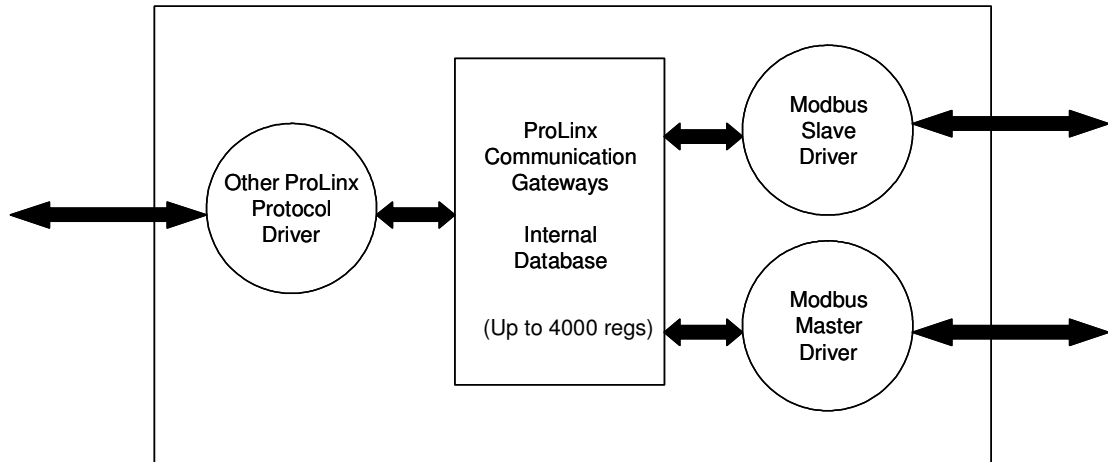 Other ProLinx
Protocol
Driver
ProLinx
Communication
Gateways
Internal
Database
(Up to 4000 regs)
Modbus
Slave
Driver
Modbus
Master
Driver